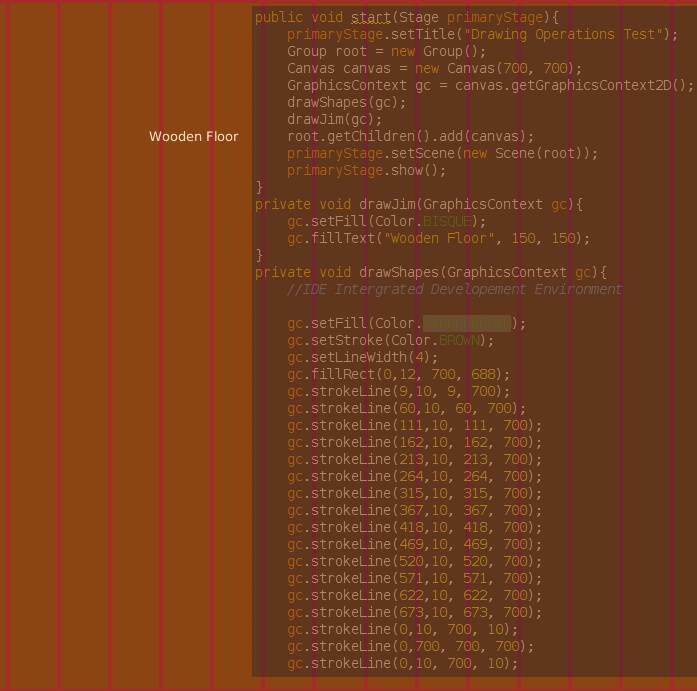 public void start(Stage primaryStage){
primaryStage.setTitle("Drawing Operations Test");
Group root = new Group();
Canvas canvas = new Canvas(700, 700);
GraphicsContext gc = canvas.getGraphicsContext2D();
drawShapes(gc);
drawJim(gc);
Wooden Floor
root.getChildren().add(canvas);
primaryStage.setScene(new Scene(root));
primaryStage.show();
}
private void drawJim(GraphicsContext gc){
gc.setFill(Color.BISQUE);
gc.fillText("Wooden Floor", 150, 150);
}
private void drawShapes(GraphicsContext gc){
//IDE Intergrated Developement Environment
gc.setFill(Color.);
gc.setStroke(Color.BROWN);
gc.setLineWidth(4);
gc.fillRect(0,12, 700, 688);
gc.strokeLine(9,10, 9, 700);
gc.strokeLine(60,10, 60, 700);
gc.strokeLine(111,10, 111, 700);
gc.strokeLine(162,10, 162, 700);
gc.strokeLine(213,10, 213, 700);
gc.strokeLine(264,10, 264, 700);
gc.strokeLine(315,10, 315, 700);
gc.strokeLine(367,10, 367, 700);
gc.strokeLine(418,10, 418, 700);
gc.strokeLine(469,10, 469, 700);
gc.strokeLine(520,10, 520, 700);
gc.strokeLine(571,10, 571, 700);
gc.strokeLine(622,10, 622, 700);
gc.strokeLine(673,10, 673, 700);
gc.strokeLine(0,10, 700, 10);
gc.strokeLine(0,700, 700, 700);
gc.strokeLine(0,10, 700, 10);